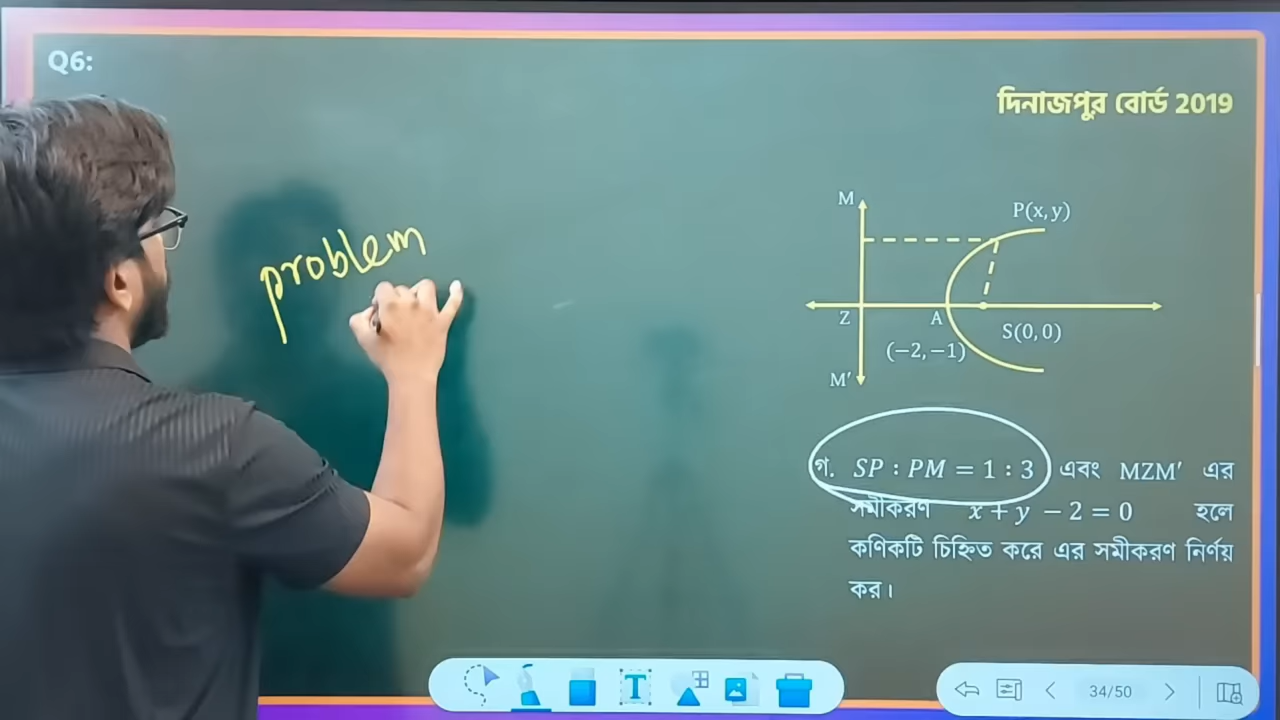 Q6:
দিনাজপুর বোর্ড 2019
problem
M
P(x, y)
Z
A
S(0, 0)
(−2, −1)
M′
গ. SP : PM = 1 : 3 এবং MZM′ এর
সমীকরণ x + y − 2 = 0 হলে
কণিকটি চিহ্নিত করে এর সমীকরণ নির্ণয়
কর।
T
34/50